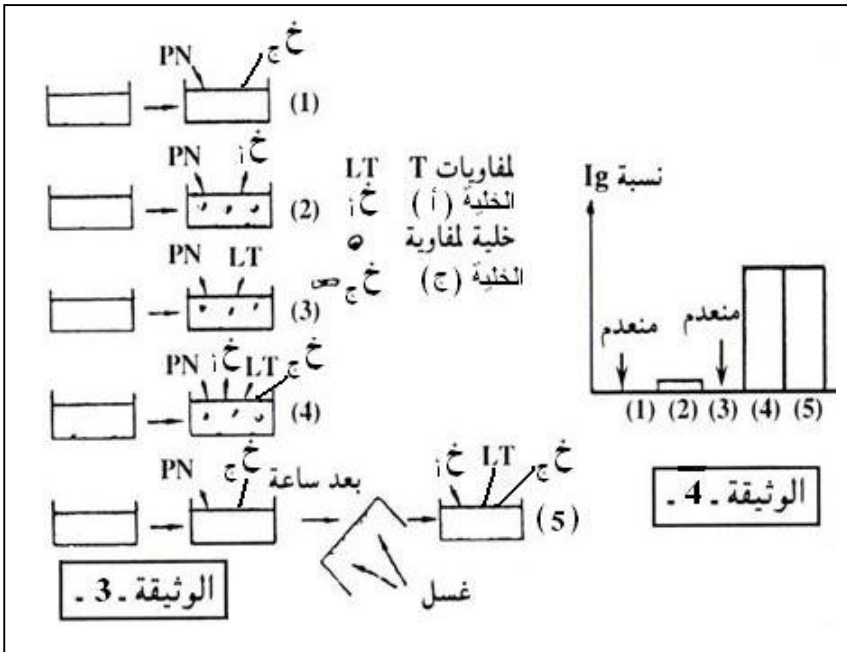 PN خ ج
(1)
PN خ أ
(2)
PN LT
(3)
PN خ أ LT خ ج
(4)
PN خ ج
بعد ساعة
خ أ LT خ ج
(5)
غسل
الوثيقة ـ 3 ـ
لمفاويات T LT
الخلية (أ) خ أ
خلية لمفاوية
الخلية (ج) خ ج
نسبة Ig
منعدم
منعدم
(1) (2) (3) (4) (5)
الوثيقة ـ 4 ـ